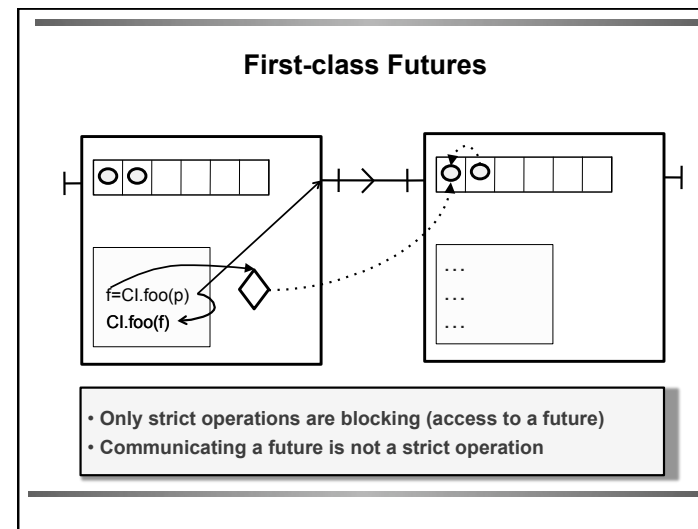 First-class Futures
f=CI.foo(p)
CI.foo(f)
…
…
…
• Only strict operations are blocking (access to a future)
• Communicating a future is not a strict operation